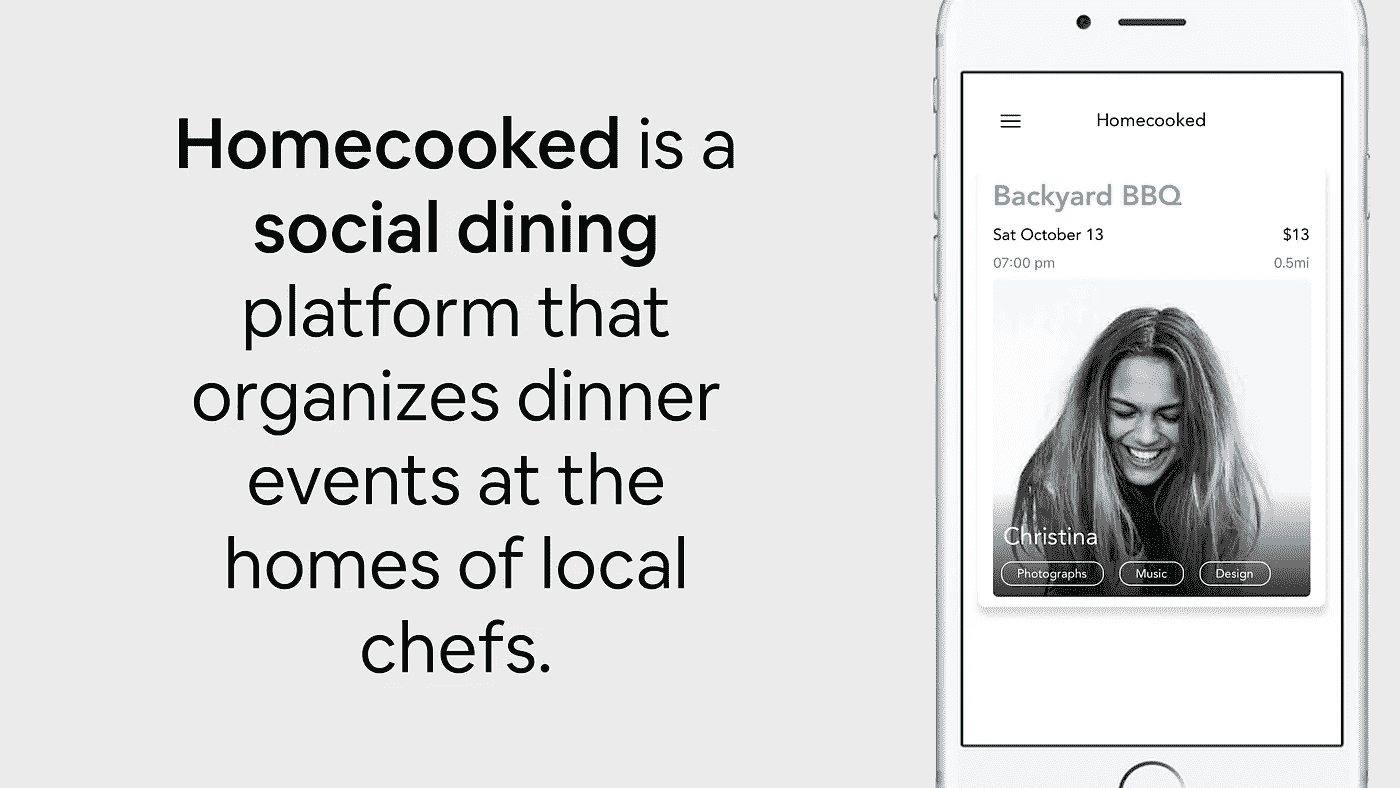 Homecooked is a
social dining
platform that
organizes dinner
events at the
homes of local
chefs.
Homecooked
Backyard BBQ
Sat October 13 $13
07:00 pm 0.5mi
Christina
Photographs Music Design